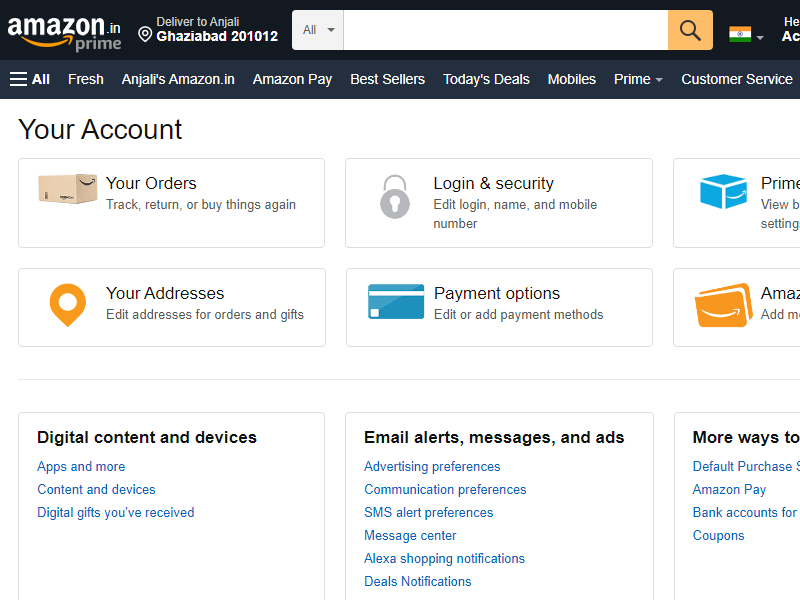 amazon.in
prime
Deliver to Anjali
Ghaziabad 201012
All
He
Ac
All Fresh Anjali's Amazon.in Amazon Pay Best Sellers Today's Deals Mobiles Prime Customer Service
Your Account
Your Orders
Track, return, or buy things again
Login & security
Edit login, name, and mobile
number
Prime
View b
settings
Your Addresses
Edit addresses for orders and gifts
Payment options
Edit or add payment methods
Amaz
Add mo
Digital content and devices
Apps and more
Content and devices
Digital gifts you've received
Email alerts, messages, and ads
Advertising preferences
Communication preferences
SMS alert preferences
Message center
Alexa shopping notifications
Deals Notifications
More ways to
Default Purchase S
Amazon Pay
Bank accounts for
Coupons